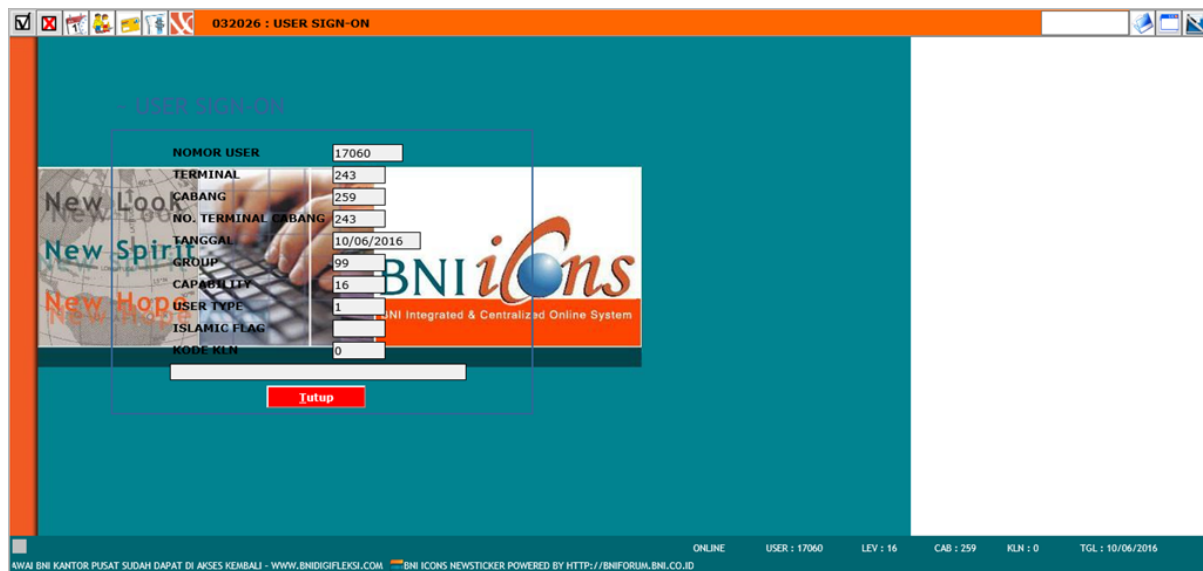 032026 : USER SIGN-ON
- USER SIGN-ON
NOMOR USER 17060
TERMINAL 243
CABANG 259
NO. TERMINAL CABANG 243
TANGGAL 10/06/2016
GROUP 99
CAPABILITY 16
USER TYPE 1
ISLAMIC FLAG
KODE KLN 0
Tutup
New Look
New Spirit
New Hope
BNI icons
BNI Integrated & Centralized Online System
ONLINE USER : 17060 LEV : 16 CAB : 259 KLN : 0 TGL : 10/06/2016
AWAI BNI KANTOR PUSAT SUDAH DAPAT DI AKSES KEMBALI - WWW.BNIDIGIFLEKSI.COM BNI ICONS NEWSTICKER POWERED BY HTTP://BNIFORUM.BNI.CO.ID